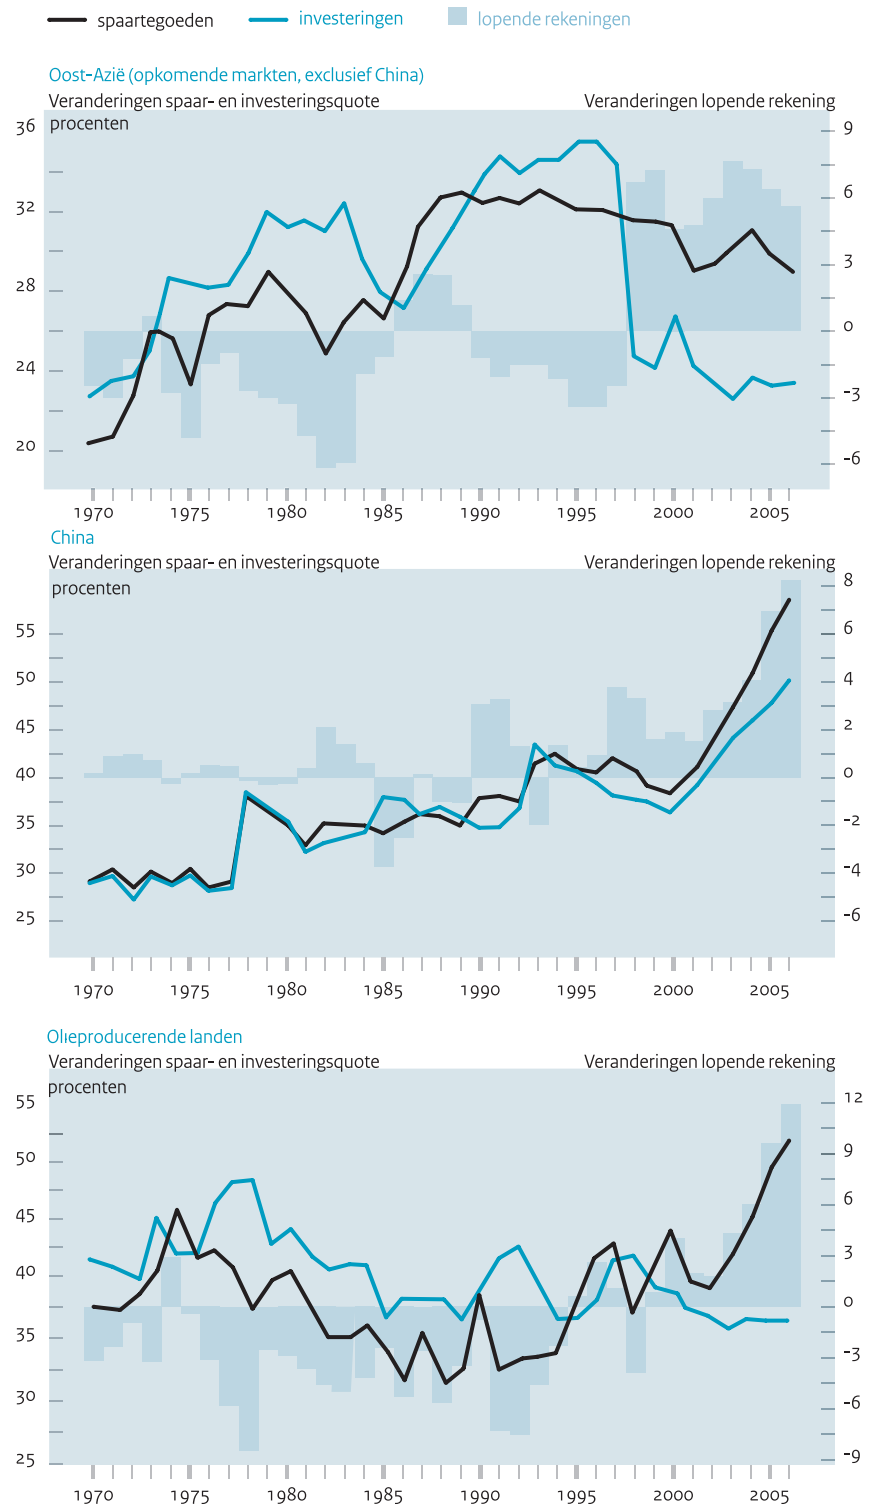 spaartegoeden investeringen lopende rekeningen
Oost-Azië (opkomende markten, exclusief China)
Veranderingen spaar- en investeringsquote Veranderingen lopende rekening
procenten
36 9
32 6
28 3
24 0
20 -3
-6
1970 1975 1980 1985 1990 1995 2000 2005
China
Veranderingen spaar- en investeringsquote Veranderingen lopende rekening
procenten
8
55 6
50 4
45 2
40 0
35 -2
30 -4
25 -6
1970 1975 1980 1985 1990 1995 2000 2005
Olieproducerende landen
Veranderingen spaar- en investeringsquote Veranderingen lopende rekening
procenten
55 12
50 9
45 6
40 3
35 0
30 -3
25 -6
-9
1970 1975 1980 1985 1990 1995 2000 2005